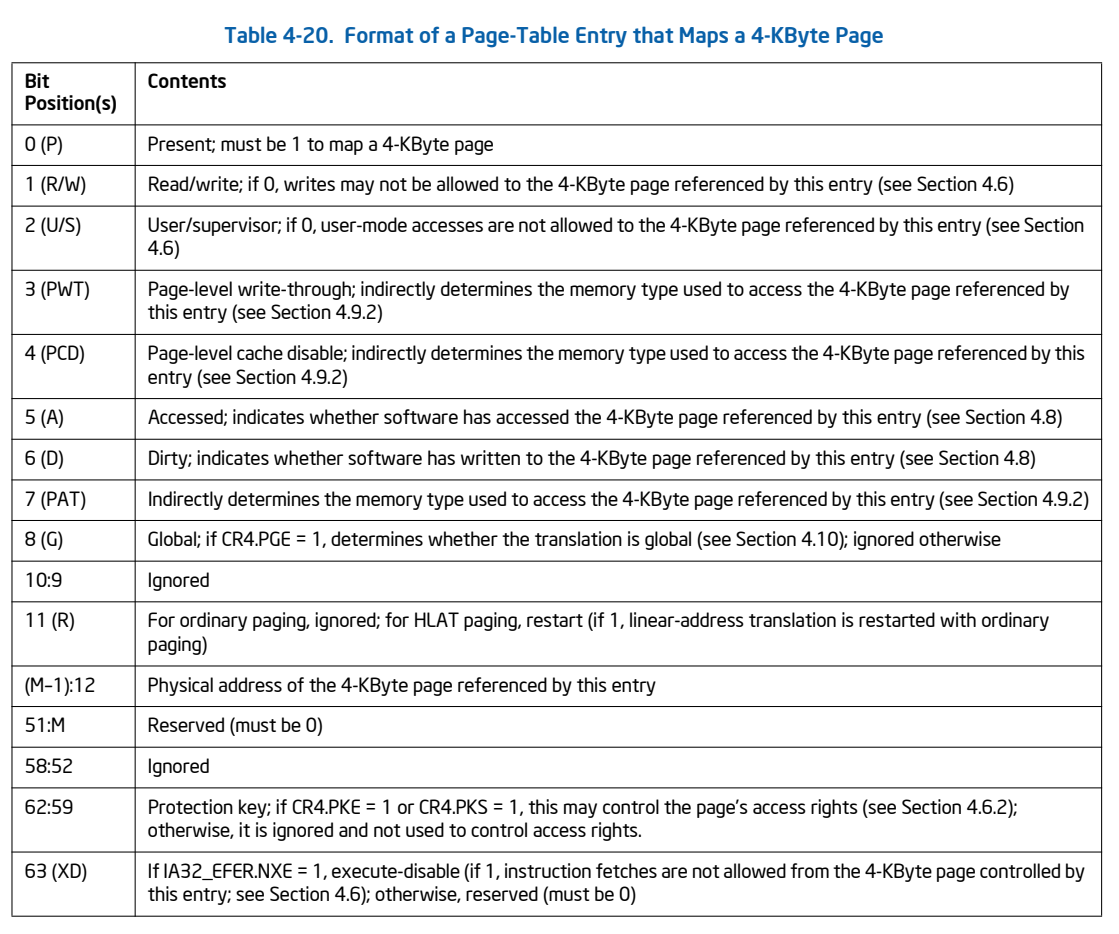 Table 4-20. Format of a Page-Table Entry that Maps a 4-KByte Page
Bit
Position(s)
Contents
0 (P)
Present; must be 1 to map a 4-KByte page
1 (R/W)
Read/write; if 0, writes may not be allowed to the 4-KByte page referenced by this entry (see Section 4.6)
2 (U/S)
User/supervisor; if 0, user-mode accesses are not allowed to the 4-KByte page referenced by this entry (see Section
4.6)
3 (PWT)
Page-level write-through; indirectly determines the memory type used to access the 4-KByte page referenced by
this entry (see Section 4.9.2)
4 (PCD)
Page-level cache disable; indirectly determines the memory type used to access the 4-KByte page referenced by this
entry (see Section 4.9.2)
5 (A)
Accessed; indicates whether software has accessed the 4-KByte page referenced by this entry (see Section 4.8)
6 (D)
Dirty; indicates whether software has written to the 4-KByte page referenced by this entry (see Section 4.8)
7 (PAT)
Indirectly determines the memory type used to access the 4-KByte page referenced by this entry (see Section 4.9.2)
8 (G)
Global; if CR4.PGE = 1, determines whether the translation is global (see Section 4.10); ignored otherwise
10:9
Ignored
11 (R)
For ordinary paging, ignored; for HLAT paging, restart (if 1, linear-address translation is restarted with ordinary
paging)
(M–1):12
Physical address of the 4-KByte page referenced by this entry
51:M
Reserved (must be 0)
58:52
Ignored
62:59
Protection key; if CR4.PKE = 1 or CR4.PKS = 1, this may control the page's access rights (see Section 4.6.2);
otherwise, it is ignored and not used to control access rights.
63 (XD)
If IA32_EFER.NXE = 1, execute-disable (if 1, instruction fetches are not allowed from the 4-KByte page controlled by
this entry; see Section 4.6); otherwise, reserved (must be 0)